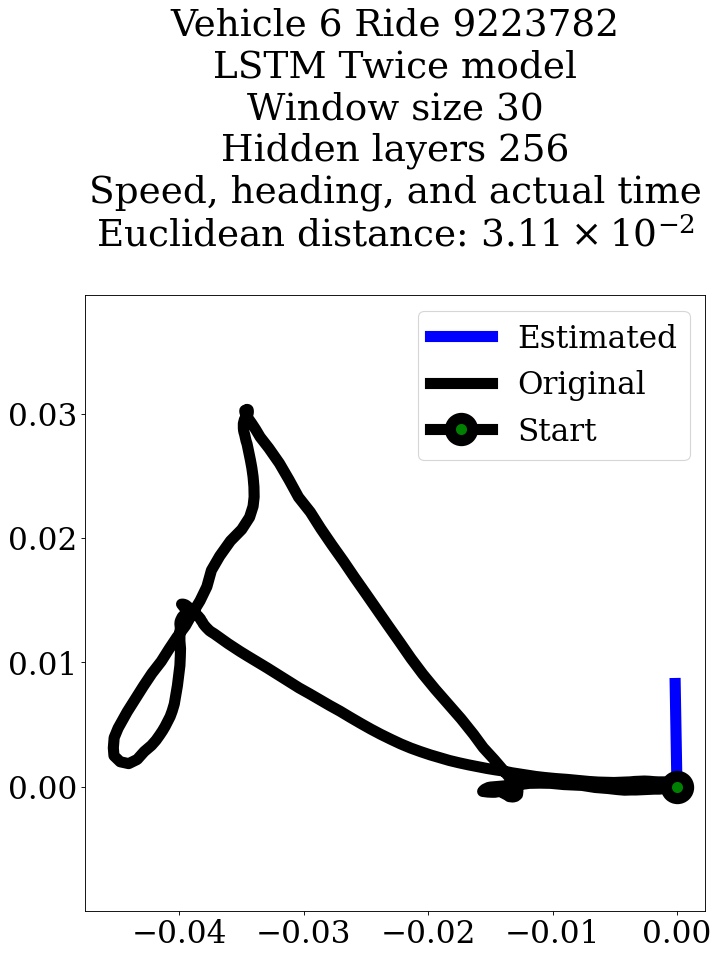 Vehicle 6 Ride 9223782
LSTM Twice model
Window size 30
Hidden layers 256
Speed, heading, and actual time
Euclidean distance: 3.11 × 10⁻²
Estimated
Original
Start
0.03
0.02
0.01
0.00
−0.04 −0.03 −0.02 −0.01 0.00